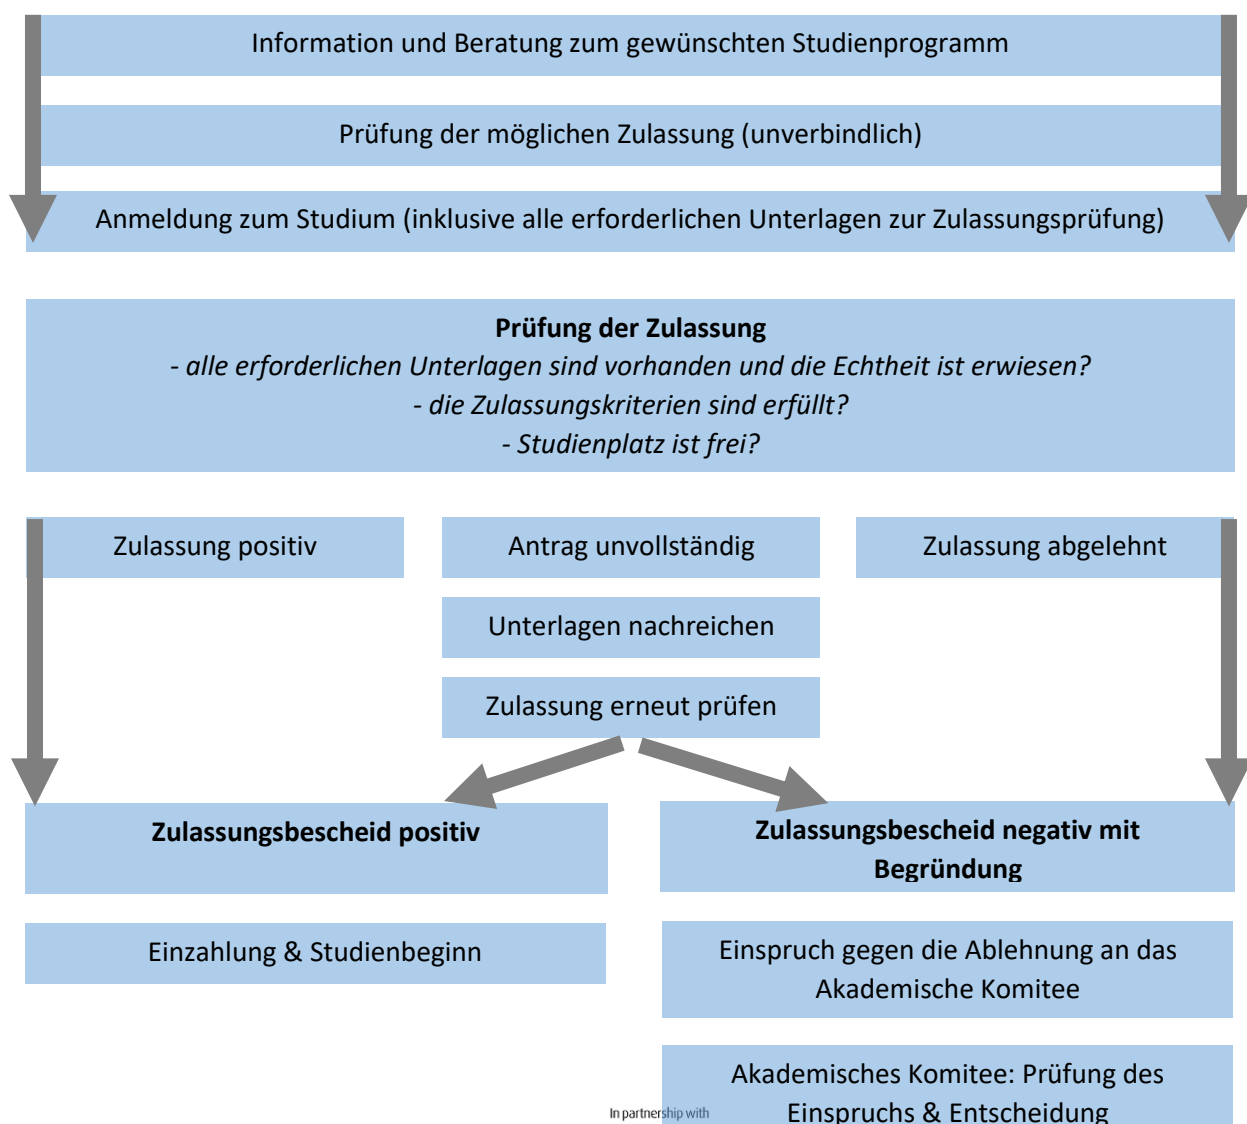 Information und Beratung zum gewünschten Studienprogramm
Prüfung der möglichen Zulassung (unverbindlich)
Anmeldung zum Studium (inklusive alle erforderlichen Unterlagen zur Zulassungsprüfung)
Prüfung der Zulassung
- alle erforderlichen Unterlagen sind vorhanden und die Echtheit ist erwiesen?
- die Zulassungskriterien sind erfüllt?
- Studienplatz ist frei?
Zulassung positiv
Antrag unvollständig
Zulassung abgelehnt
Unterlagen nachreichen
Zulassung erneut prüfen
Zulassungsbescheid positiv
Zulassungsbescheid negativ mit
Begründung
Einzahlung & Studienbeginn
Einspruch gegen die Ablehnung an das
Akademische Komitee
Akademisches Komitee: Prüfung des
Einspruchs & Entscheidung
In partnership with